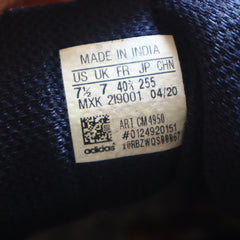 MADE IN INDIA
US UK FR JP CHN
7½ 7 40⅔ 255
MXK 219001 04/20
ART CM4950
#0124920151
adidas